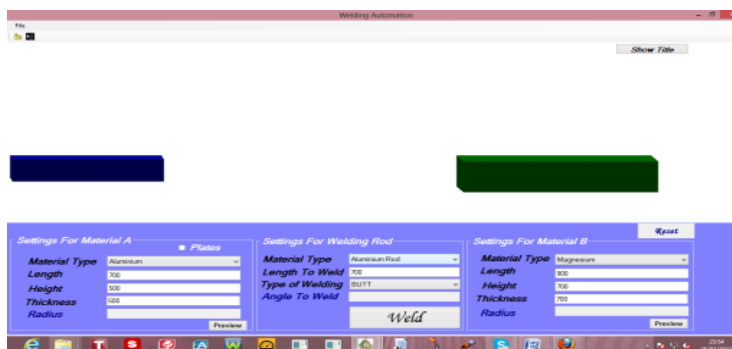 Welding Automation
File
Show Title
Reset
Settings For Material A
Plates
Material Type Aluminium
Length 700
Height 500
Thickness 500
Radius
Preview
Settings For Welding Rod
Material Type Aluminium Rod
Length To Weld 700
Type of Welding BUTT
Angle To Weld
Weld
Settings For Material B
Material Type Magnesium
Length 900
Height 700
Thickness 700
Radius
Preview
23:54